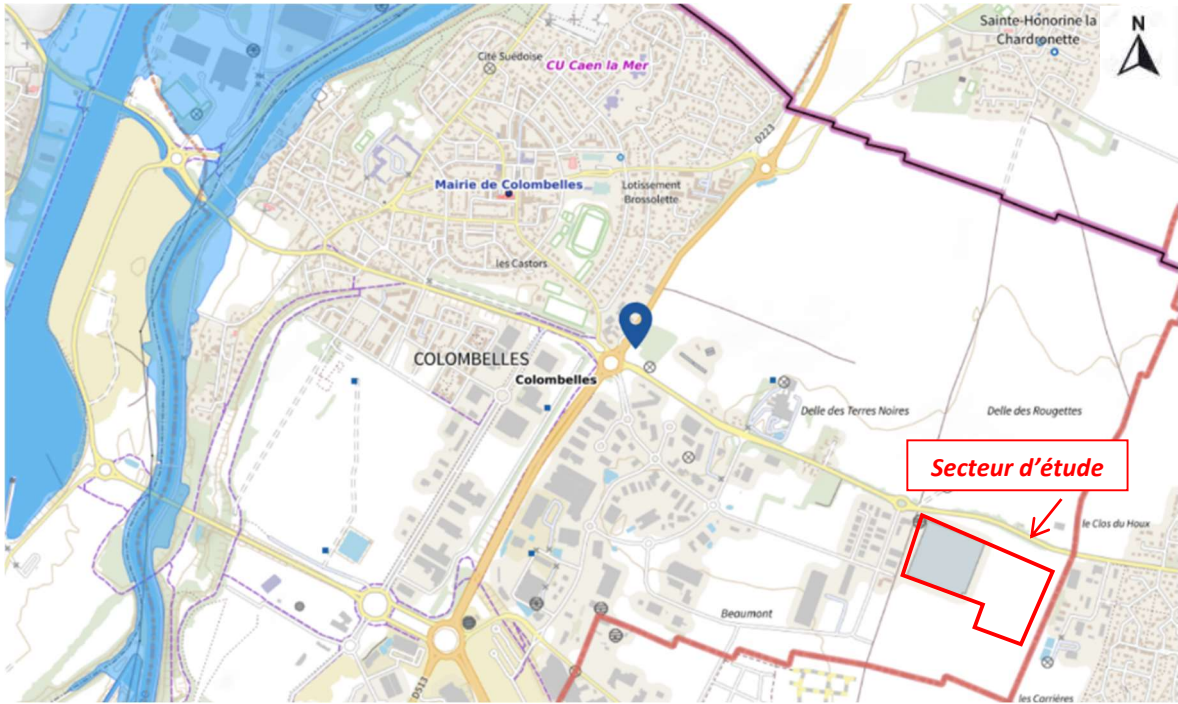 Sainte-Honorine la
Chardronette
N
Cité Suédoise
CU Caen la Mer
D223
Mairie de Colombelles
Lotissement
Brossolette
les Castors
COLOMBELLES
Colombelles
Delle des Terres Noires
Delle des Rougettes
Secteur d'étude
le Clos du Houx
Beaumont
D513
les Carrières